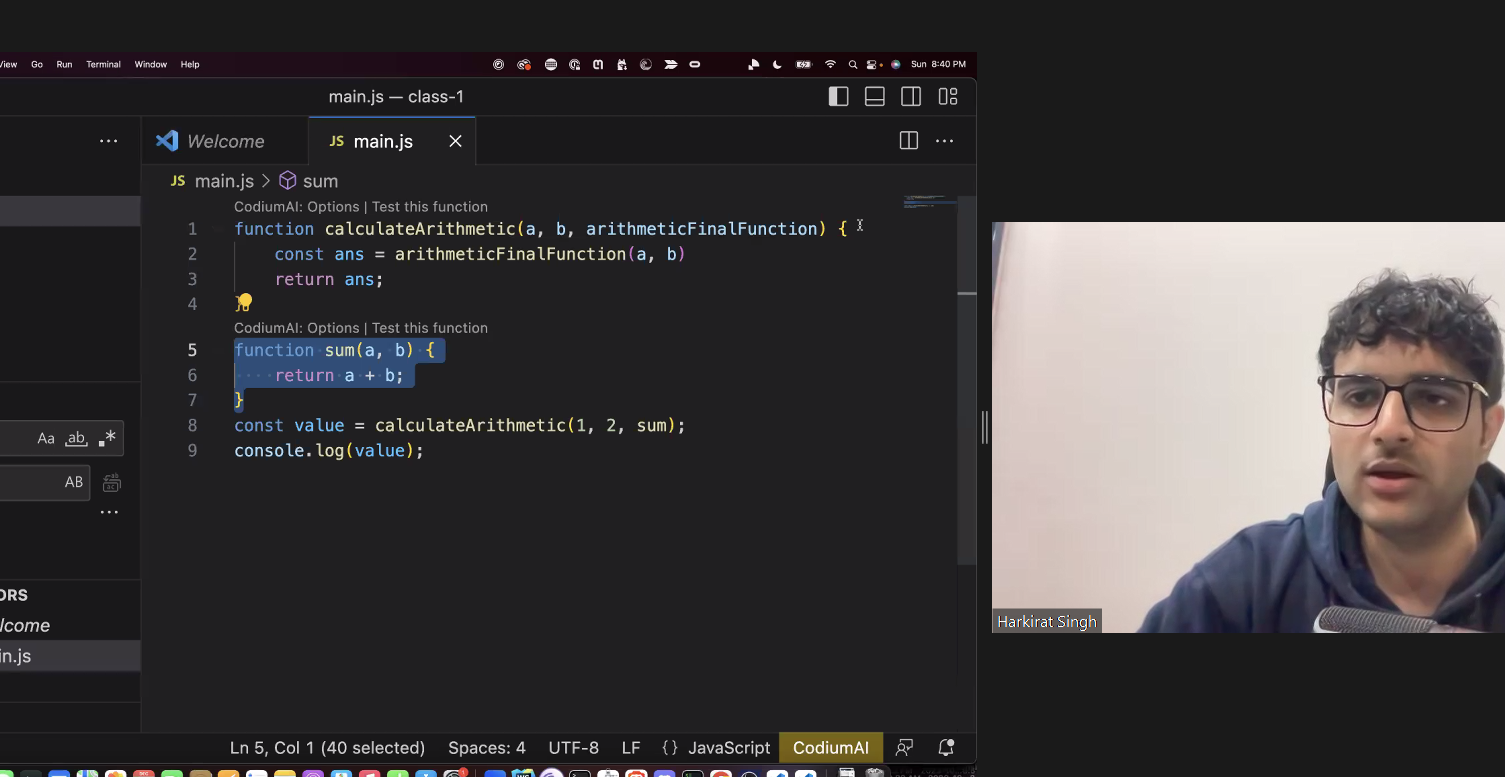 View Go Run Terminal Window Help
Sun 8:40 PM
main.js — class-1
Welcome
JS main.js
JS main.js > sum
CodiumAI: Options | Test this function
1 function calculateArithmetic(a, b, arithmeticFinalFunction) {
2 const ans = arithmeticFinalFunction(a, b)
3 return ans;
4 }
CodiumAI: Options | Test this function
5 function sum(a, b) {
6 return a + b;
7 }
8 const value = calculateArithmetic(1, 2, sum);
9 console.log(value);
Aa ab .*
AB
ORS
lcome
in.js
Harkirat Singh
Ln 5, Col 1 (40 selected) Spaces: 4 UTF-8 LF {} JavaScript CodiumAI